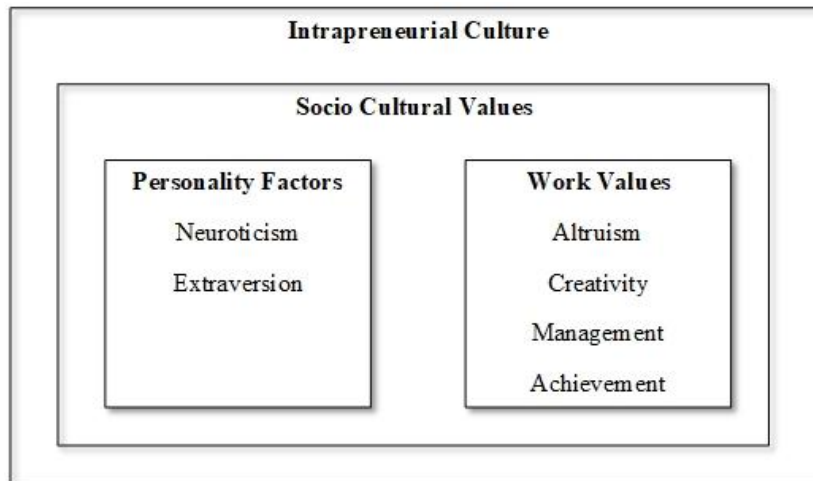 Intrapreneurial Culture
Socio Cultural Values
Personality Factors
Neuroticism
Extraversion
Work Values
Altruism
Creativity
Management
Achievement